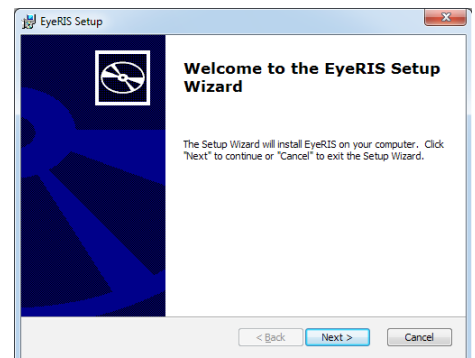 EyeRIS Setup
Welcome to the EyeRIS Setup
Wizard
The Setup Wizard will install EyeRIS on your computer. Click
"Next" to continue or "Cancel" to exit the Setup Wizard.
< Back
Next >
Cancel